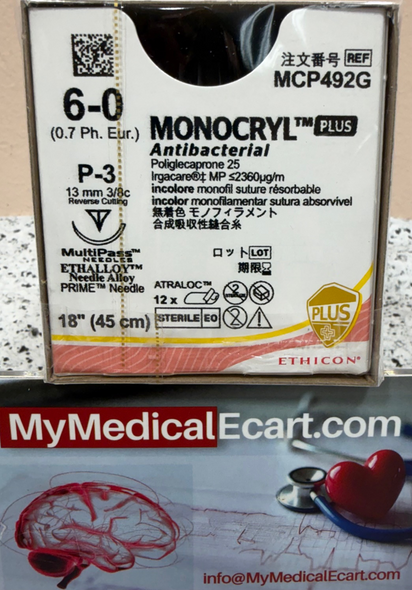 注文番号 REF
MCP492G
6-0
(0.7 Ph. Eur.)
MONOCRYL™ PLUS
Antibacterial
Poliglecaprone 25
Irgacare®‡ MP ≤2360µg/m
incolore monofil suture résorbable
incolor monofilamentar sutura absorvível
無着色 モノフィラメント
合成吸収性縫合糸
P-3
13 mm 3/8c
Reverse Cutting
MultiPass™
NEEDLES
ETHALLOY™
Needle Alloy
PRIME™ Needle
ロット LOT
期限
ATRALOC™
12 x
18" (45 cm)
STERILE EO
PLUS
ETHICON®
MyMedicalEcart.com
info@MyMedicalEcart.com